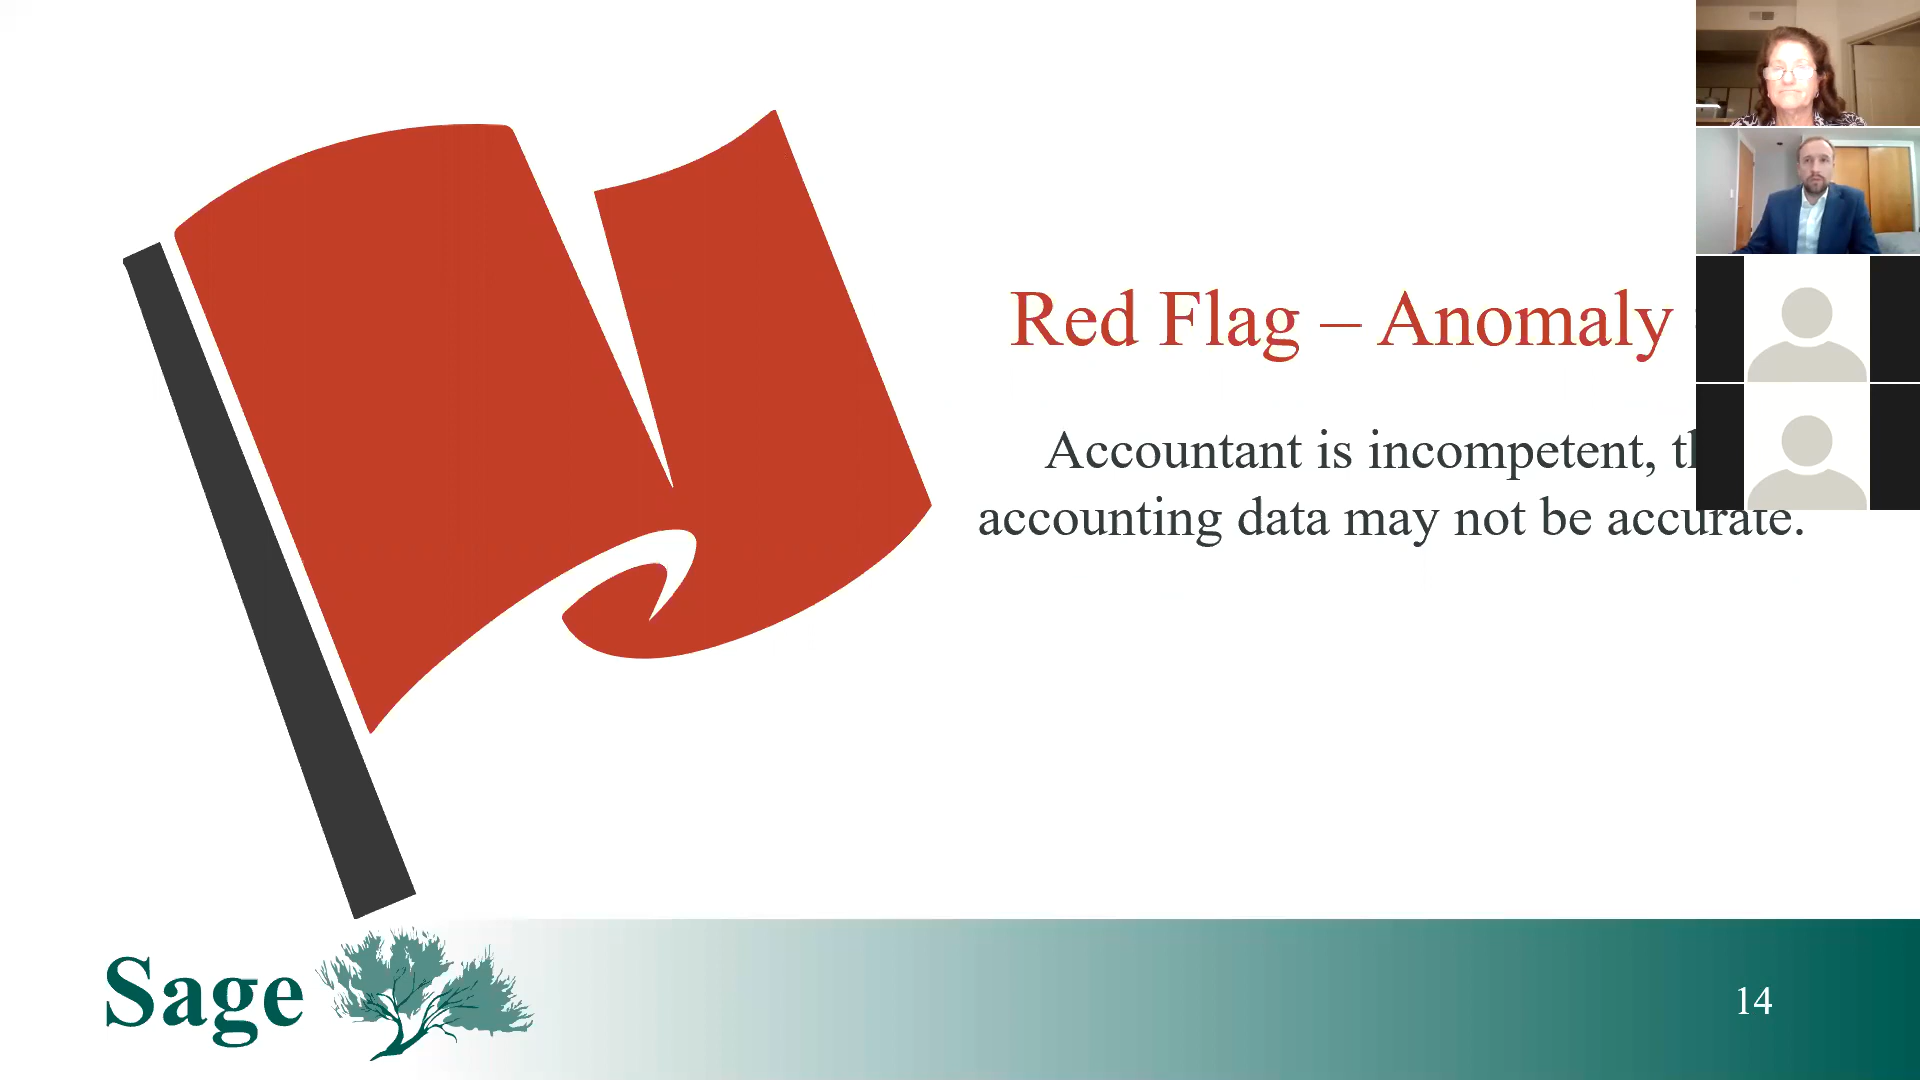 Red Flag – Anomaly
Accountant is incompetent,
accounting data may not be accurate.
Sage
14